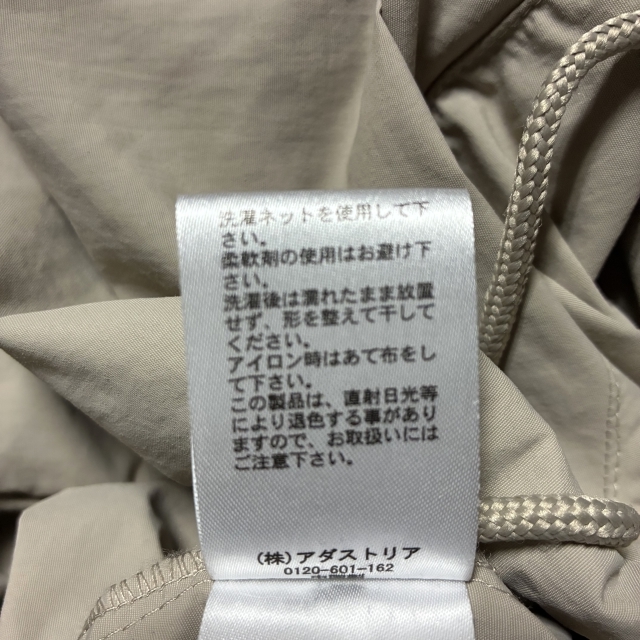 洗濯ネットを使用して下
さい。
柔軟剤の使用はお避け下
さい。
洗濯後は濡れたまま放置
せず、形を整えて干して
ください。
アイロン時はあて布をし
て下さい。
この製品は、直射日光等
により退色する事があり
ますので、お取扱いには
ご注意下さい。
(株)アダストリア
0120-601-162